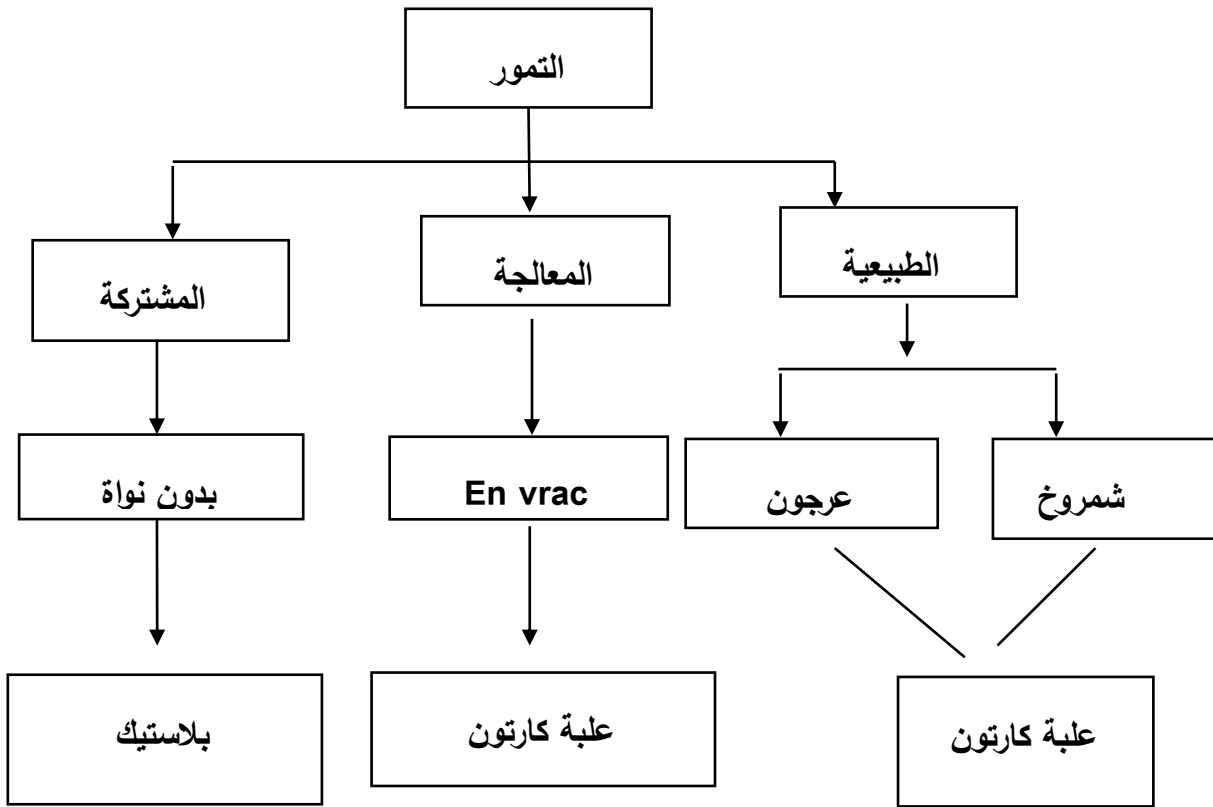 التمور
الطبيعية
المعالجة
المشتركة
شمروخ
عرجون
En vrac
بدون نواة
علبة كارتون
علبة كارتون
بلاستيك